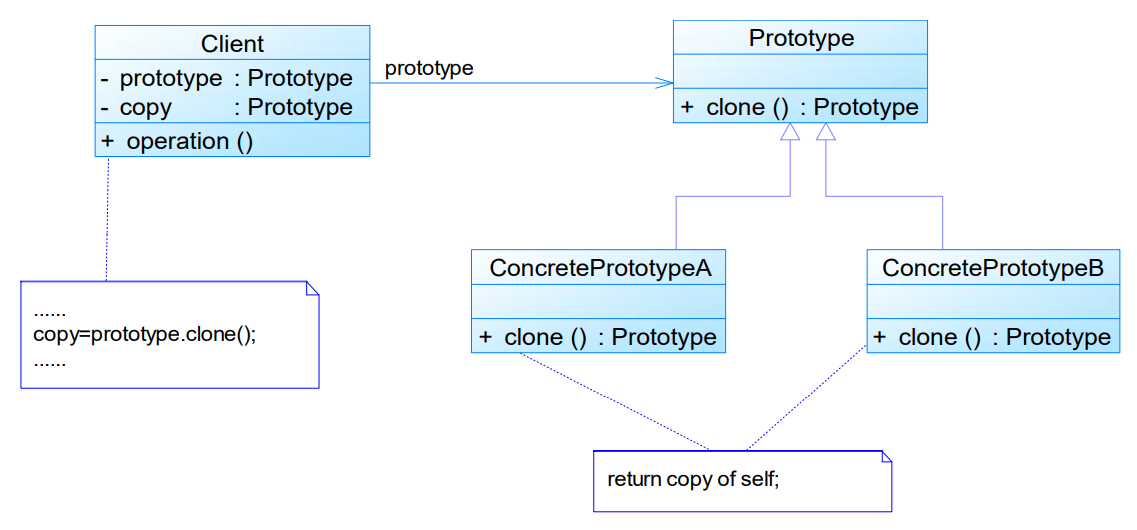 Client
- prototype : Prototype
- copy : Prototype
+ operation ()
prototype
Prototype
+ clone () : Prototype
ConcretePrototypeA
+ clone () : Prototype
ConcretePrototypeB
+ clone () : Prototype
......
copy=prototype.clone();
......
return copy of self;